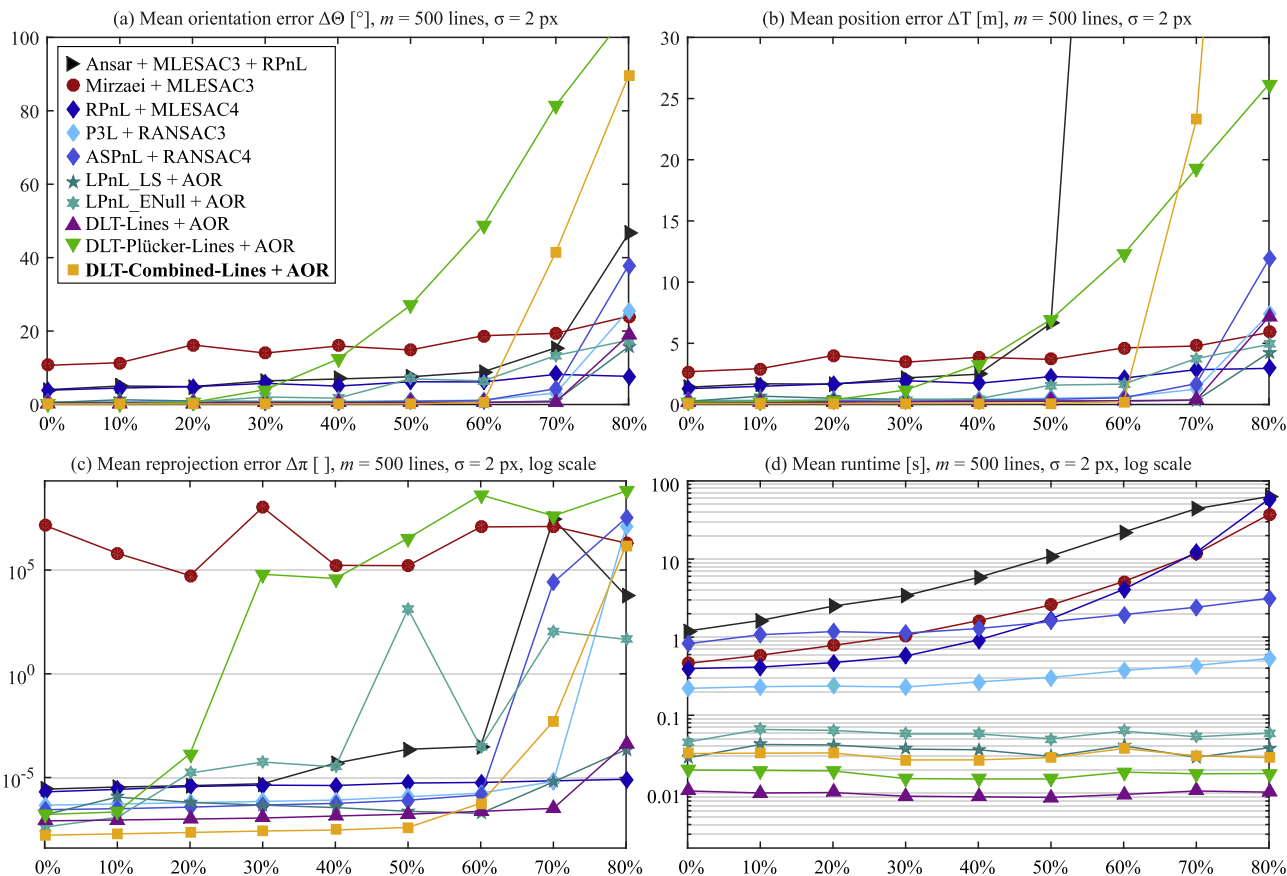 (a) Mean orientation error ΔΘ [°], m = 500 lines, σ = 2 px
100
80
60
40
20
0
Ansar + MLESAC3 + RPnL
Mirzaei + MLESAC3
RPnL + MLESAC4
P3L + RANSAC3
ASPnL + RANSAC4
LPnL_LS + AOR
LPnL_ENull + AOR
DLT-Lines + AOR
DLT-Plücker-Lines + AOR
DLT-Combined-Lines + AOR
0% 10% 20% 30% 40% 50% 60% 70% 80%
(b) Mean position error ΔT [m], m = 500 lines, σ = 2 px
30
25
20
15
10
5
0
0% 10% 20% 30% 40% 50% 60% 70% 80%
(c) Mean reprojection error Δπ [ ], m = 500 lines, σ = 2 px, log scale
10^5
10^0
10^-5
0% 10% 20% 30% 40% 50% 60% 70% 80%
(d) Mean runtime [s], m = 500 lines, σ = 2 px, log scale
100
10
1
0.1
0.01
0% 10% 20% 30% 40% 50% 60% 70% 80%